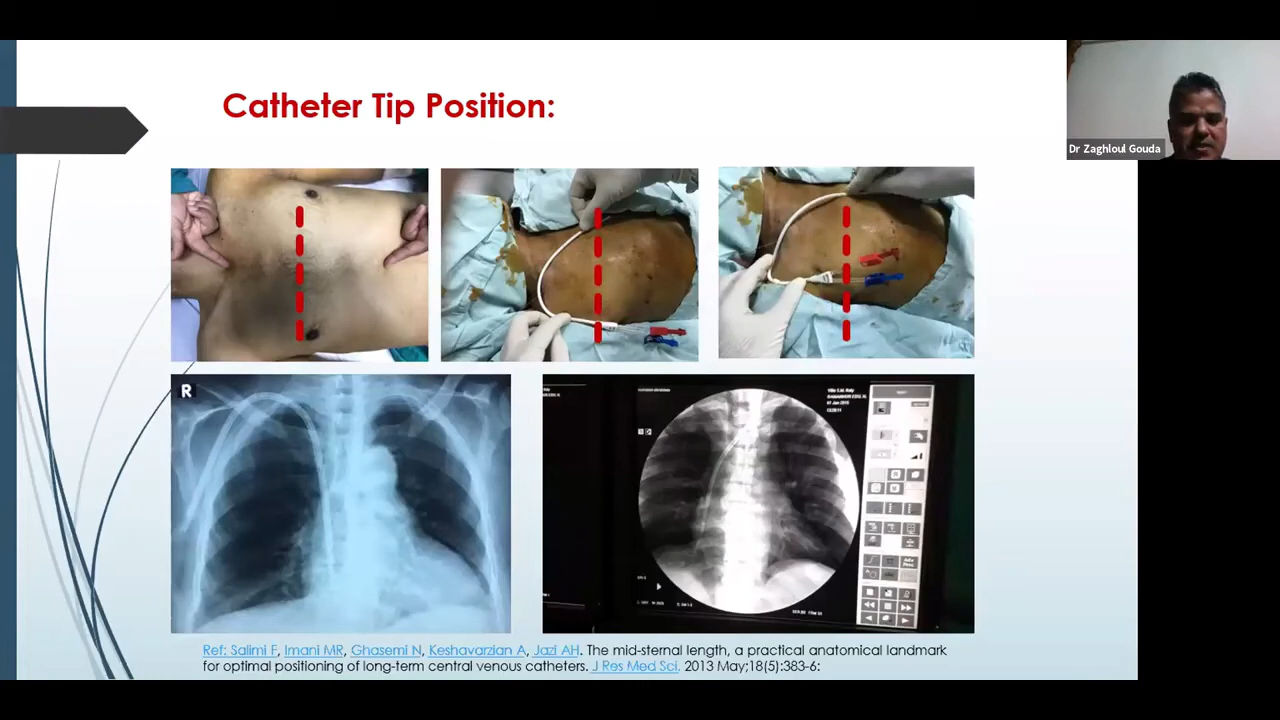 Catheter Tip Position:
Dr Zaghloul Gouda
R
Ref: Salimi F, Imani MR, Ghasemi N, Keshavarzian A, Jazi AH. The mid-sternal length, a practical anatomical landmark
for optimal positioning of long-term central venous catheters. J Res Med Sci. 2013 May;18(5):383-6: